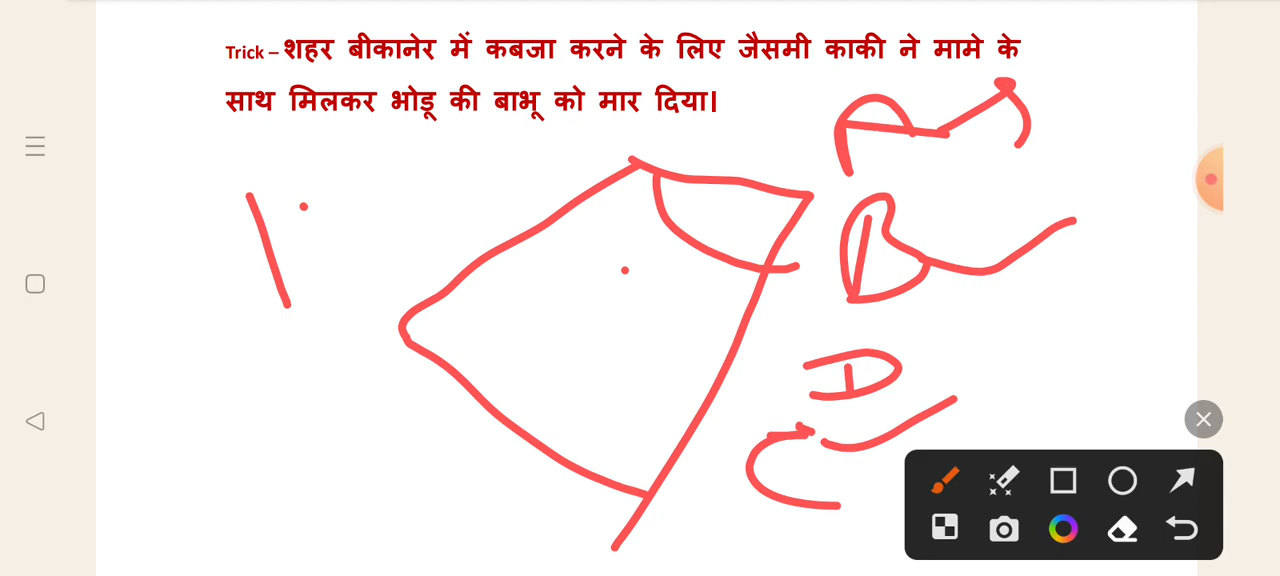 Trick – शहर बीकानेर में कबजा करने के लिए जैसमी काकी ने मामे के
साथ मिलकर भोडू की बाभू को मार दिया।
A
B
D
C